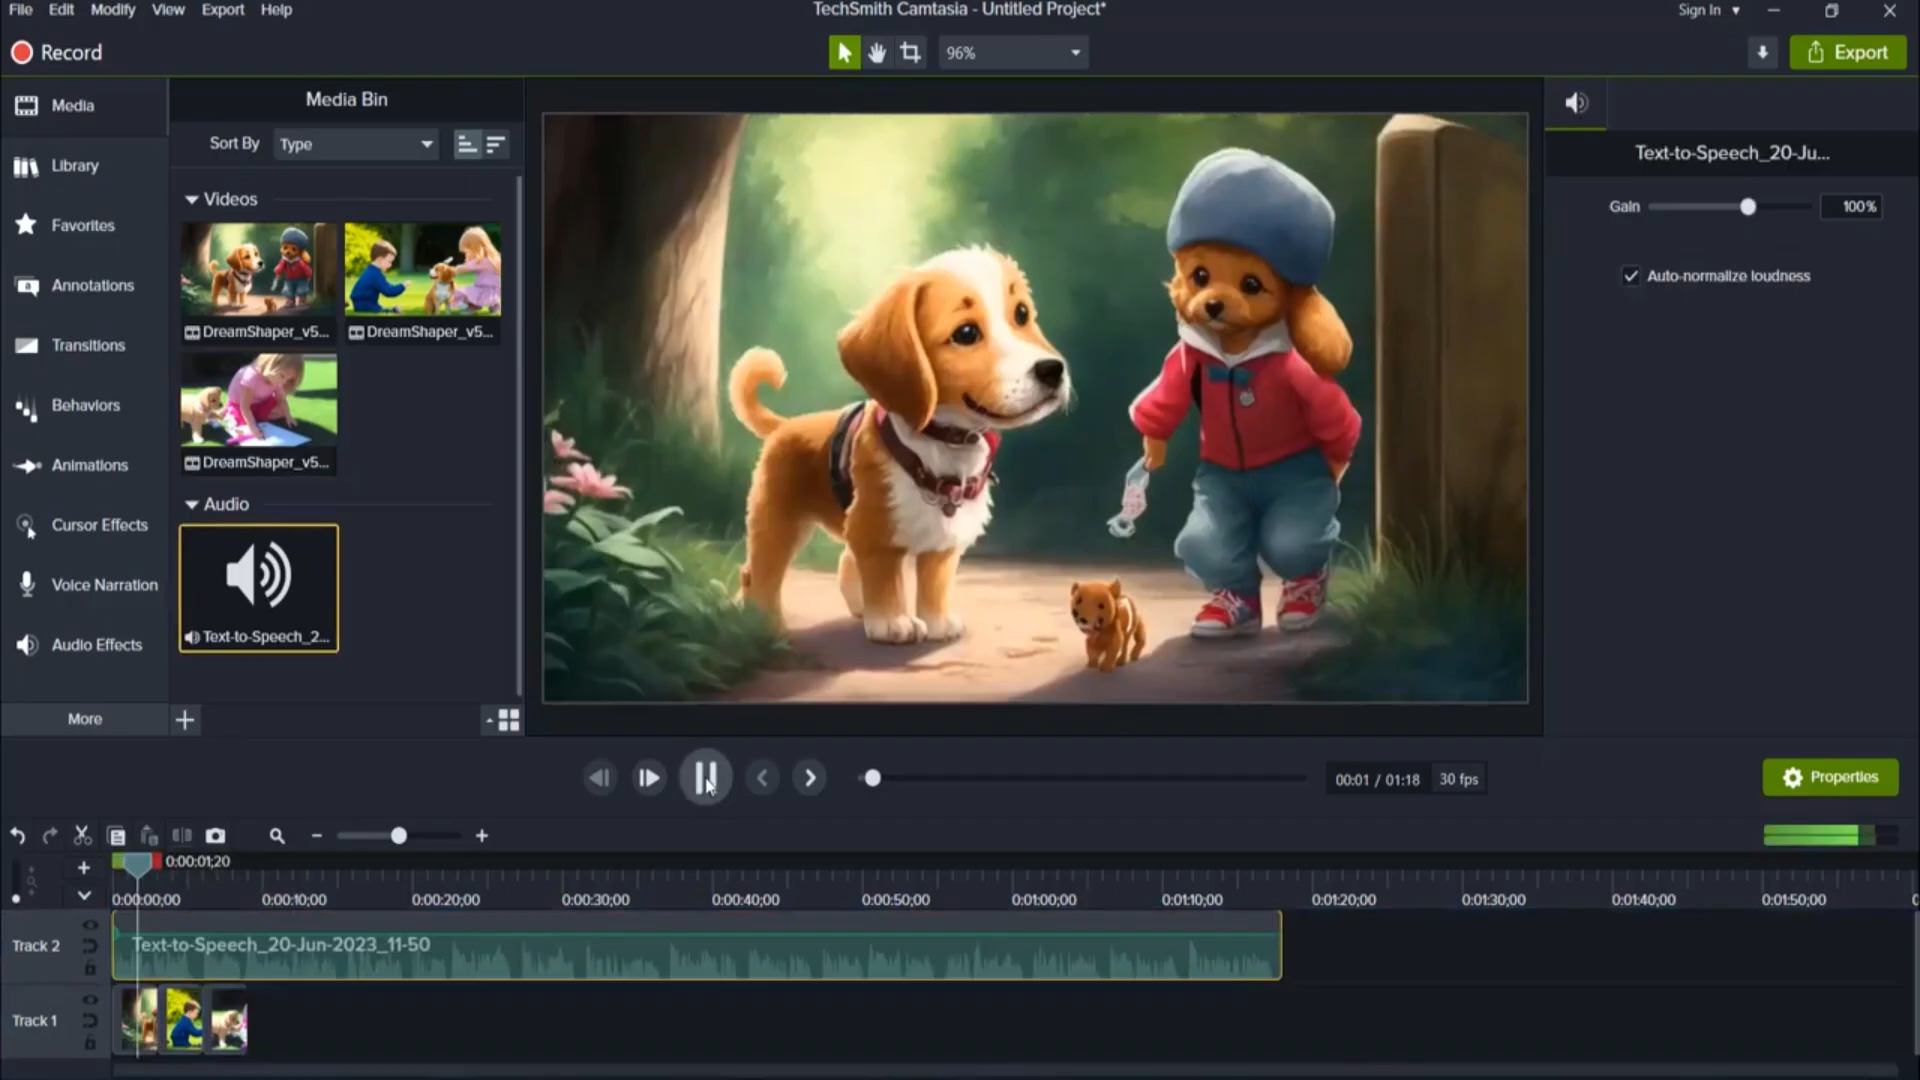 File Edit Modify View Export Help
TechSmith Camtasia - Untitled Project*
Sign In
Record
96%
Export
Media
Library
Favorites
Annotations
Transitions
Behaviors
Animations
Cursor Effects
Voice Narration
Audio Effects
More
Media Bin
Sort By Type
Videos
DreamShaper_v5...
DreamShaper_v5...
DreamShaper_v5...
Audio
Text-to-Speech_2...
Text-to-Speech_20-Ju...
Gain 100%
Auto-normalize loudness
00:01 / 01:18 30 fps
Properties
0:00:01;20
0:00:00;00 0:00:10;00 0:00:20;00 0:00:30;00 0:00:40;00 0:00:50;00 0:01:00;00 0:01:10;00 0:01:20;00 0:01:30;00 0:01:40;00 0:01:50;00
Track 2
Text-to-Speech_20-Jun-2023_11-50
Track 1